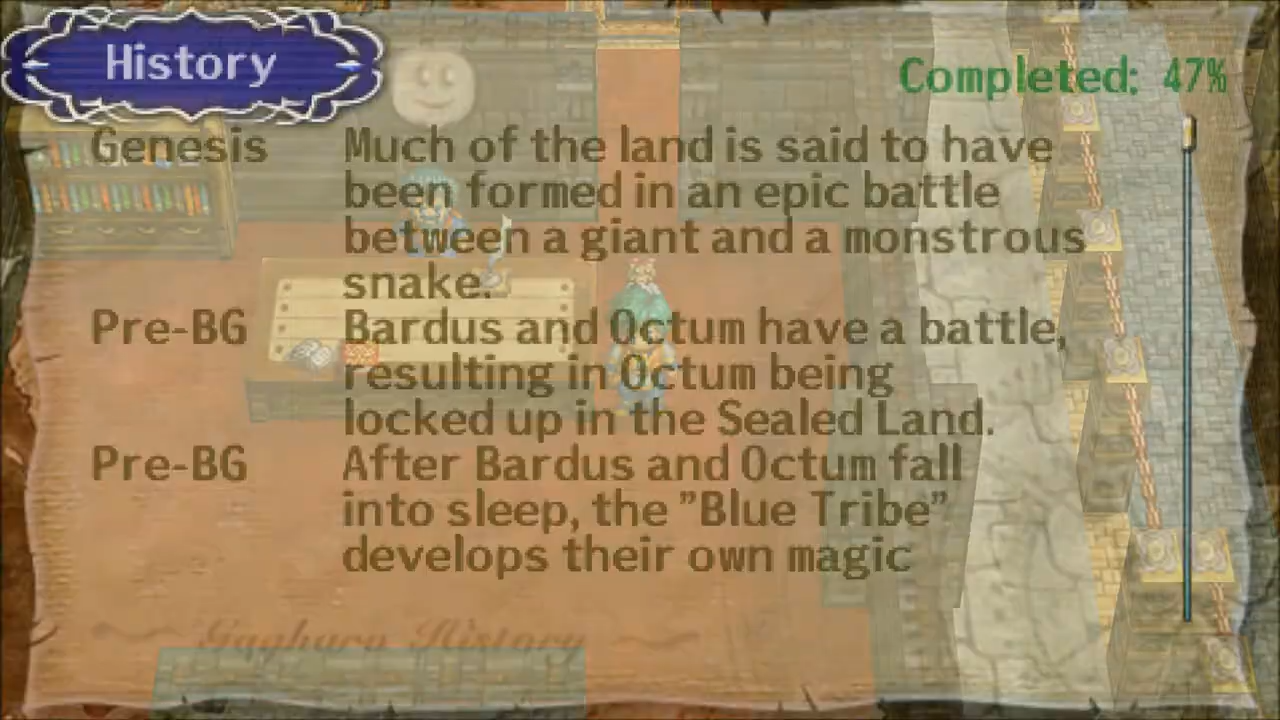 History
Completed: 47%
Genesis Much of the land is said to have
been formed in an epic battle
between a giant and a monstrous
snake.
Pre-BG Bardus and Octum have a battle,
resulting in Octum being
locked up in the Sealed Land.
Pre-BG After Bardus and Octum fall
into sleep, the "Blue Tribe"
develops their own magic
Gagharv History